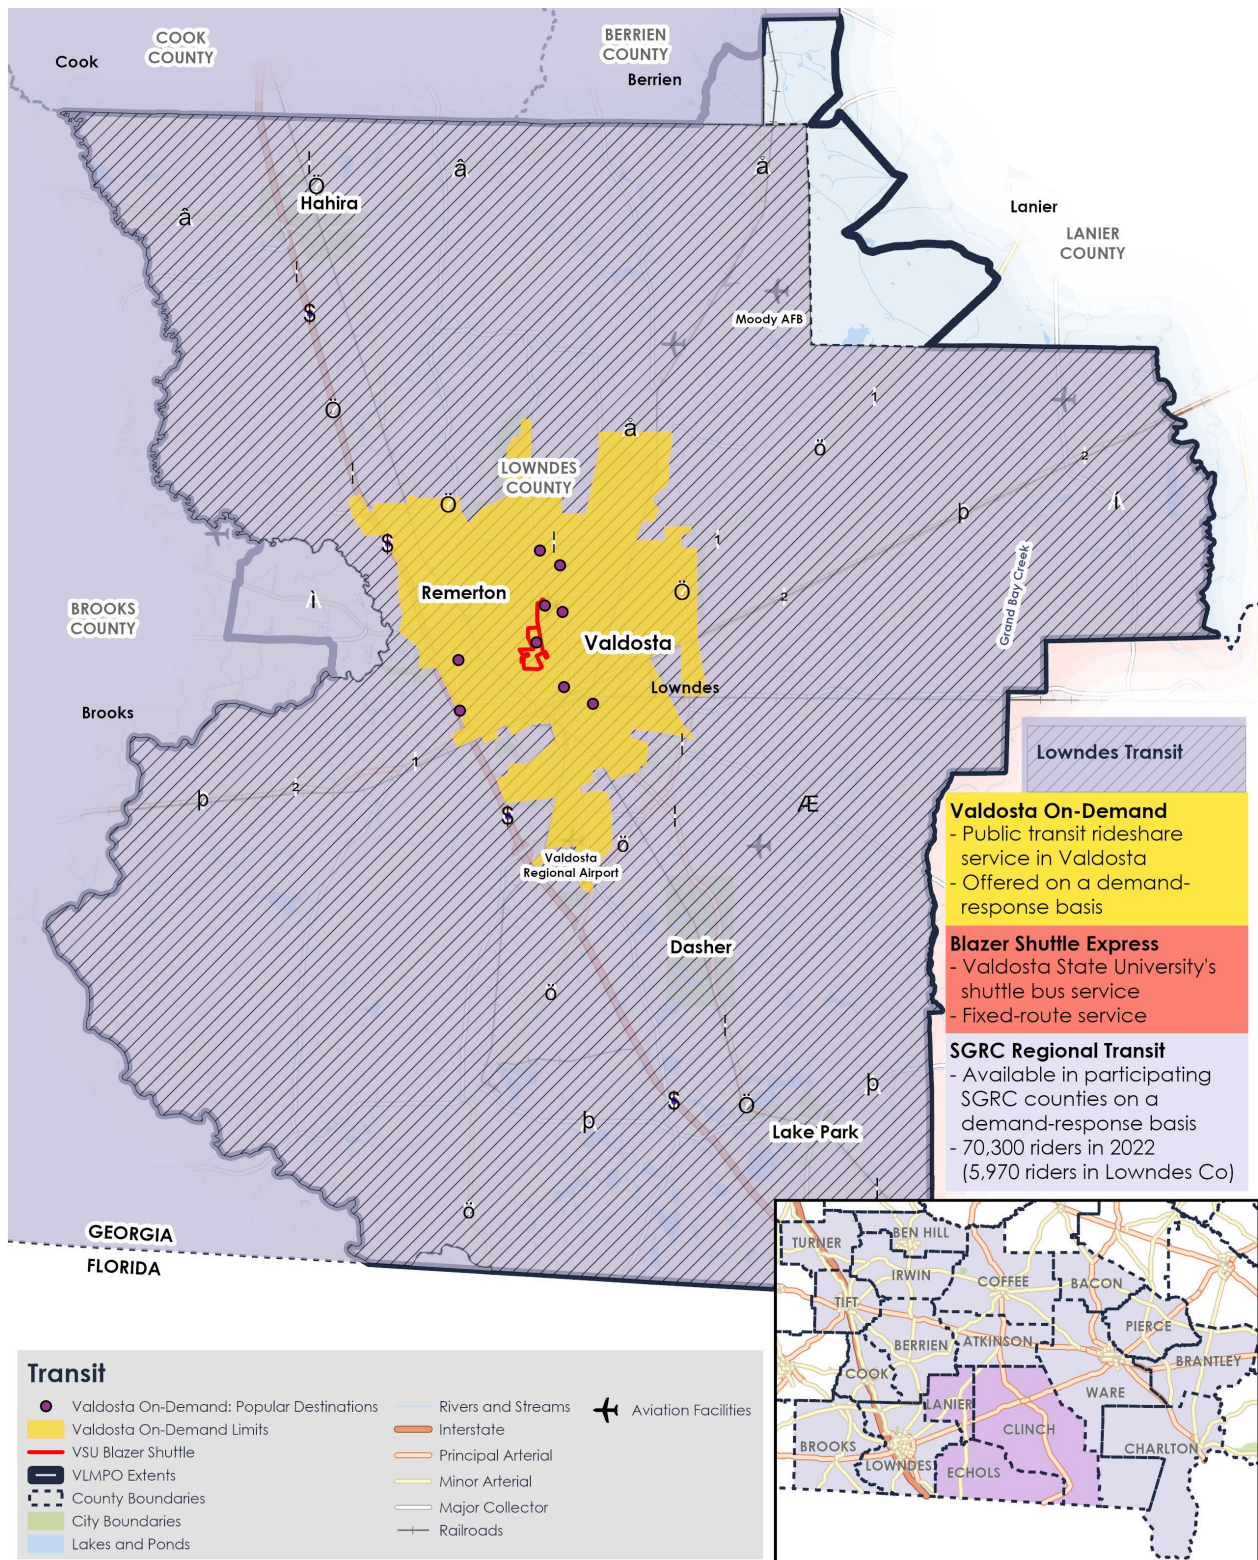 COOK
COUNTY
Cook
BERRIEN
COUNTY
Berrien
â
å
Ö
Hahira
â
Lanier
LANIER
COUNTY
$
Moody AFB
Ö
1
å
ö
2
LOWNDES
COUNTY
Ö
þ
$
1
Remerton
Ö
2
Grand Bay Creek
BROOKS
COUNTY
Valdosta
Lowndes
Brooks
1
2
þ
$
Æ
ö
Valdosta
Regional Airport
Dasher
ö
$
Ö
þ
þ
Lake Park
ö
GEORGIA
FLORIDA
Lowndes Transit
Valdosta On-Demand
- Public transit rideshare
service in Valdosta
- Offered on a demand-
response basis
Blazer Shuttle Express
- Valdosta State University's
shuttle bus service
- Fixed-route service
SGRC Regional Transit
- Available in participating
SGRC counties on a
demand-response basis
- 70,300 riders in 2022
(5,970 riders in Lowndes Co)
TURNER
BEN HILL
IRWIN
COFFEE
BACON
TIFT
PIERCE
BERRIEN
ATKINSON
BRANTLEY
COOK
WARE
LANIER
CLINCH
BROOKS
CHARLTON
LOWNDES
ECHOLS
Transit
Valdosta On-Demand: Popular Destinations
Valdosta On-Demand Limits
VSU Blazer Shuttle
VLMPO Extents
County Boundaries
City Boundaries
Lakes and Ponds
Rivers and Streams
Interstate
Principal Arterial
Minor Arterial
Major Collector
Railroads
Aviation Facilities